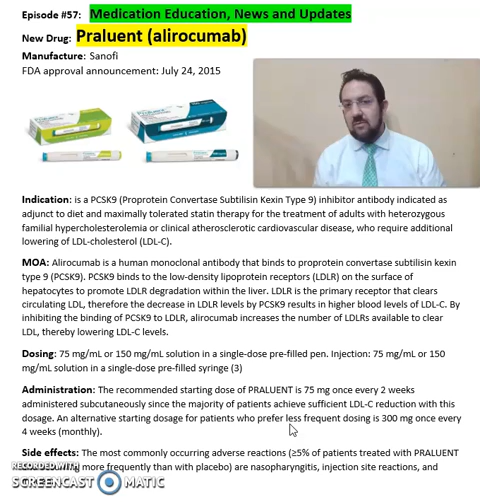 Episode #57: Medication Education, News and Updates
New Drug: Praluent (alirocumab)
Manufacture: Sanofi
FDA approval announcement: July 24, 2015
Indication: is a PCSK9 (Proprotein Convertase Subtilisin Kexin Type 9) inhibitor antibody indicated as
adjunct to diet and maximally tolerated statin therapy for the treatment of adults with heterozygous
familial hypercholesterolemia or clinical atherosclerotic cardiovascular disease, who require additional
lowering of LDL-cholesterol (LDL-C).
MOA: Alirocumab is a human monoclonal antibody that binds to proprotein convertase subtilisin kexin
type 9 (PCSK9). PCSK9 binds to the low-density lipoprotein receptors (LDLR) on the surface of
hepatocytes to promote LDLR degradation within the liver. LDLR is the primary receptor that clears
circulating LDL, therefore the decrease in LDLR levels by PCSK9 results in higher blood levels of LDL-C. By
inhibiting the binding of PCSK9 to LDLR, alirocumab increases the number of LDLRs available to clear
LDL, thereby lowering LDL-C levels.
Dosing: 75 mg/mL or 150 mg/mL solution in a single-dose pre-filled pen. Injection: 75 mg/mL or 150
mg/mL solution in a single-dose pre-filled syringe (3)
Administration: The recommended starting dose of PRALUENT is 75 mg once every 2 weeks
administered subcutaneously since the majority of patients achieve sufficient LDL-C reduction with this
dosage. An alternative starting dosage for patients who prefer less frequent dosing is 300 mg once every
4 weeks (monthly).
Side effects: The most commonly occurring adverse reactions (≥5% of patients treated with PRALUENT
more frequently than with placebo) are nasopharyngitis, injection site reactions, and
RECORDED WITH
SCREENCAST MATIC